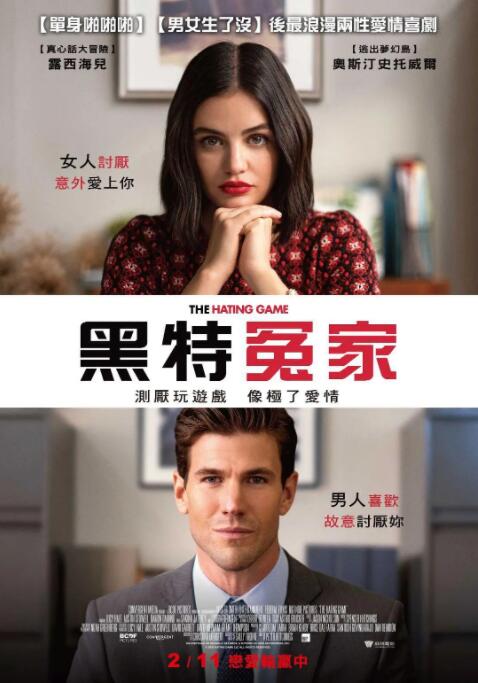 【單身啪啪啪】【男女生了沒】後最浪漫兩性愛情喜劇
【真心話大冒險】
露西海兒
【逃出夢幻島】
奧斯汀史托威爾
女人討厭
意外愛上你
THE HATING GAME
黑特冤家
測厭玩遊戲 像極了愛情
男人喜歡
故意討厭妳
2/11 戀愛輸贏中